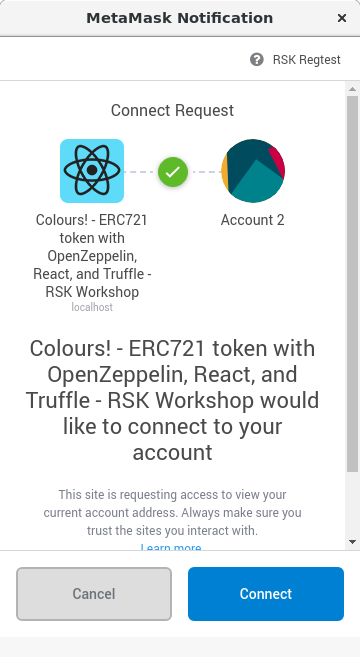 MetaMask Notification
RSK Regtest
Connect Request
Colours! - ERC721
token with
OpenZeppelin,
React, and Truffle -
RSK Workshop
localhost
Account 2
Colours! - ERC721 token with
OpenZeppelin, React, and
Truffle - RSK Workshop would
like to connect to your
account
This site is requesting access to view your
current account address. Always make sure you
trust the sites you interact with.
Learn more
Cancel
Connect